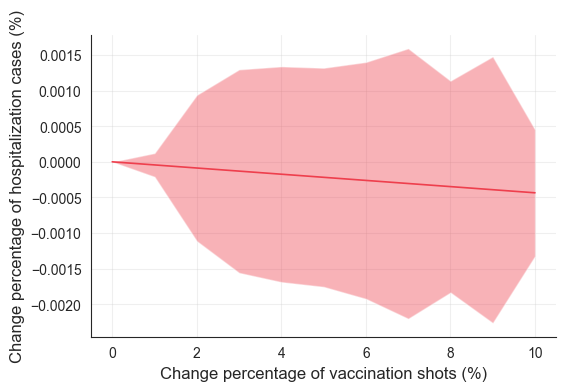 Change percentage of hospitalization cases (%)
0.0015
0.0010
0.0005
0.0000
−0.0005
−0.0010
−0.0015
−0.0020
0 2 4 6 8 10
Change percentage of vaccination shots (%)